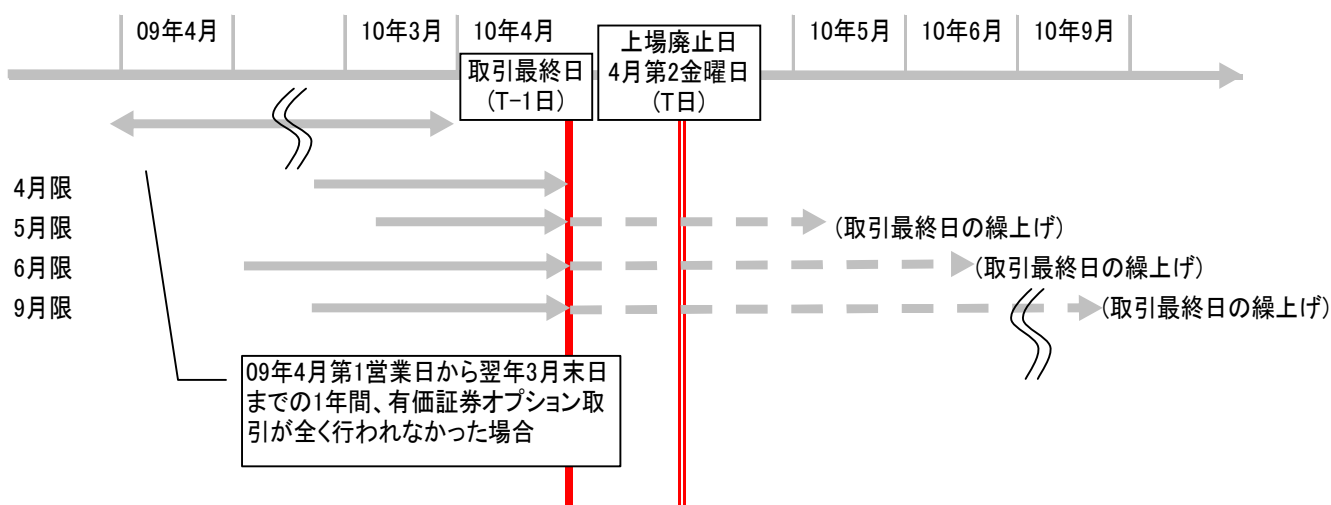 09年4月
10年3月
10年4月
10年5月
10年6月
10年9月
取引最終日
(T-1日)
上場廃止日
4月第2金曜日
(T日)
4月限
5月限
(取引最終日の繰上げ)
6月限
(取引最終日の繰上げ)
9月限
(取引最終日の繰上げ)
09年4月第1営業日から翌年3月末日
までの1年間、有価証券オプション取
引が全く行われなかった場合